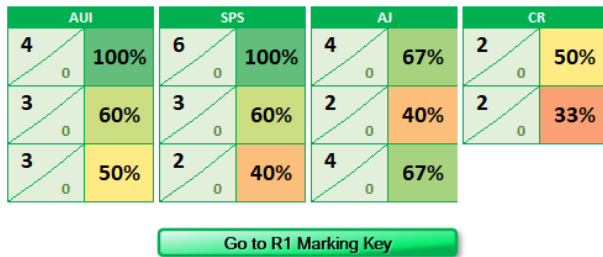 AUI SPS AJ CR
4 0 100% 6 0 100% 4 0 67% 2 0 50%
3 0 60% 3 0 60% 2 0 40% 2 0 33%
3 0 50% 2 0 40% 4 0 67%
Go to R1 Marking Key